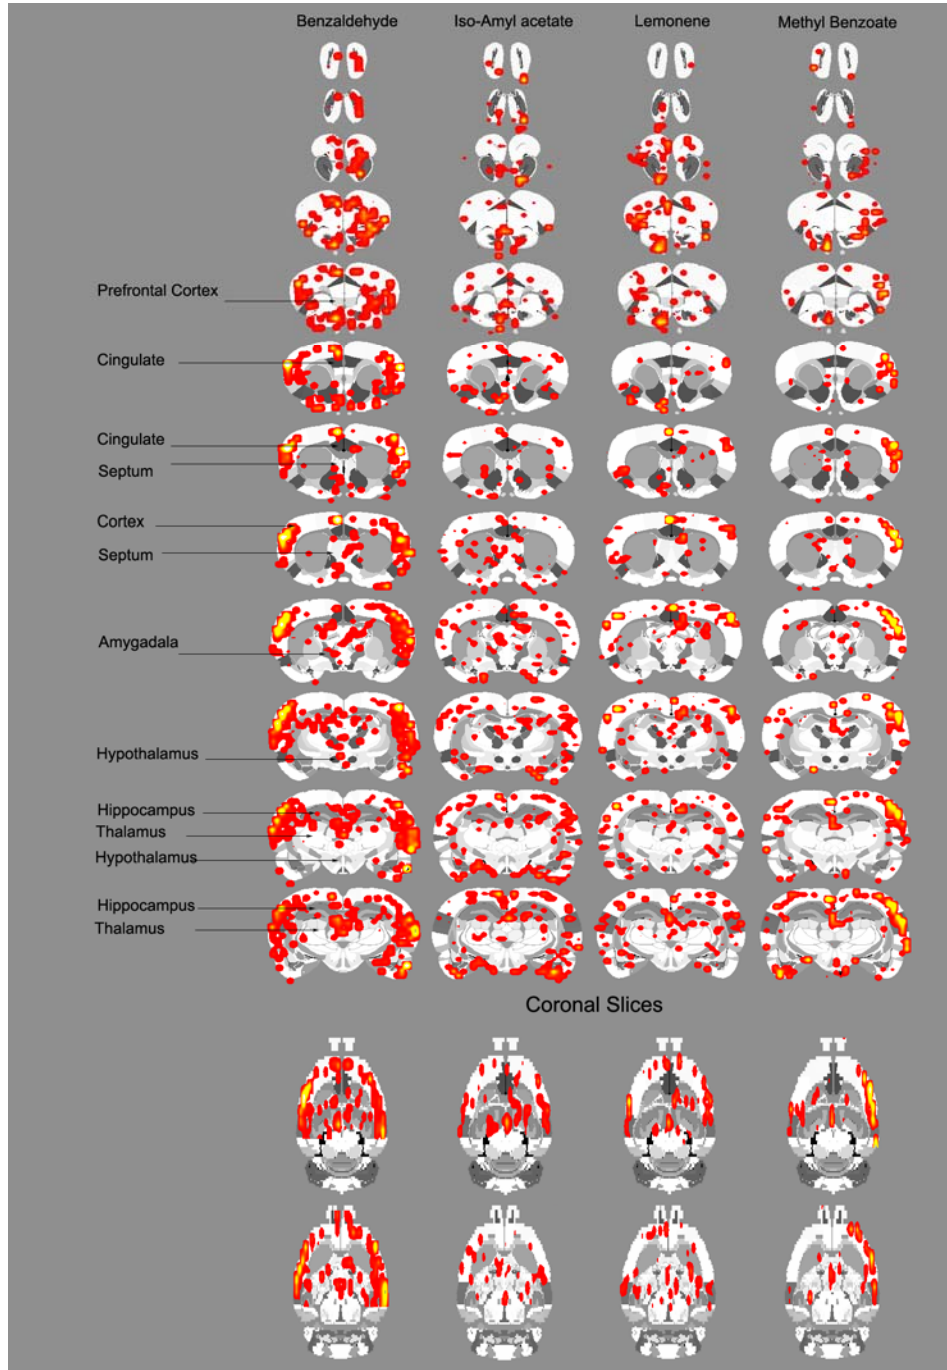 Benzaldehyde Iso-Amyl acetate Lemonene Methyl Benzoate
Prefrontal Cortex
Cingulate
Cingulate
Septum
Cortex
Septum
Amygadala
Hypothalamus
Hippocampus
Thalamus
Hypothalamus
Hippocampus
Thalamus
Coronal Slices